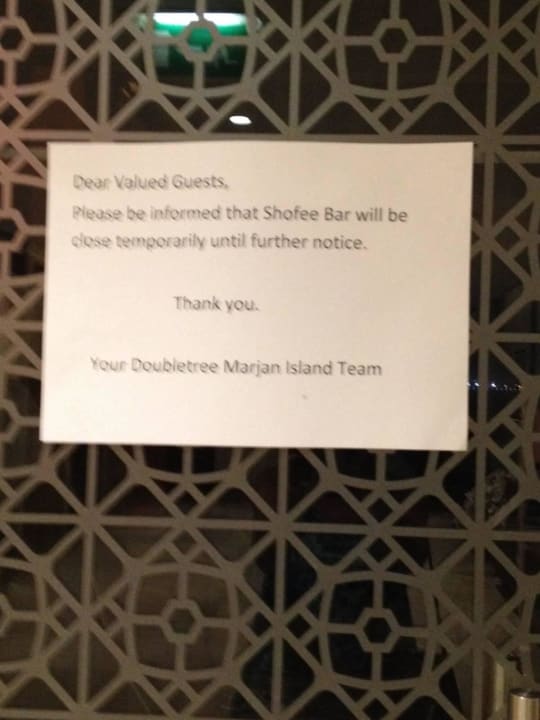 Dear Valued Guests,
Please be informed that Shofee Bar will be
close temporarily until further notice.
Thank you.
Your Doubletree Marjan Island Team